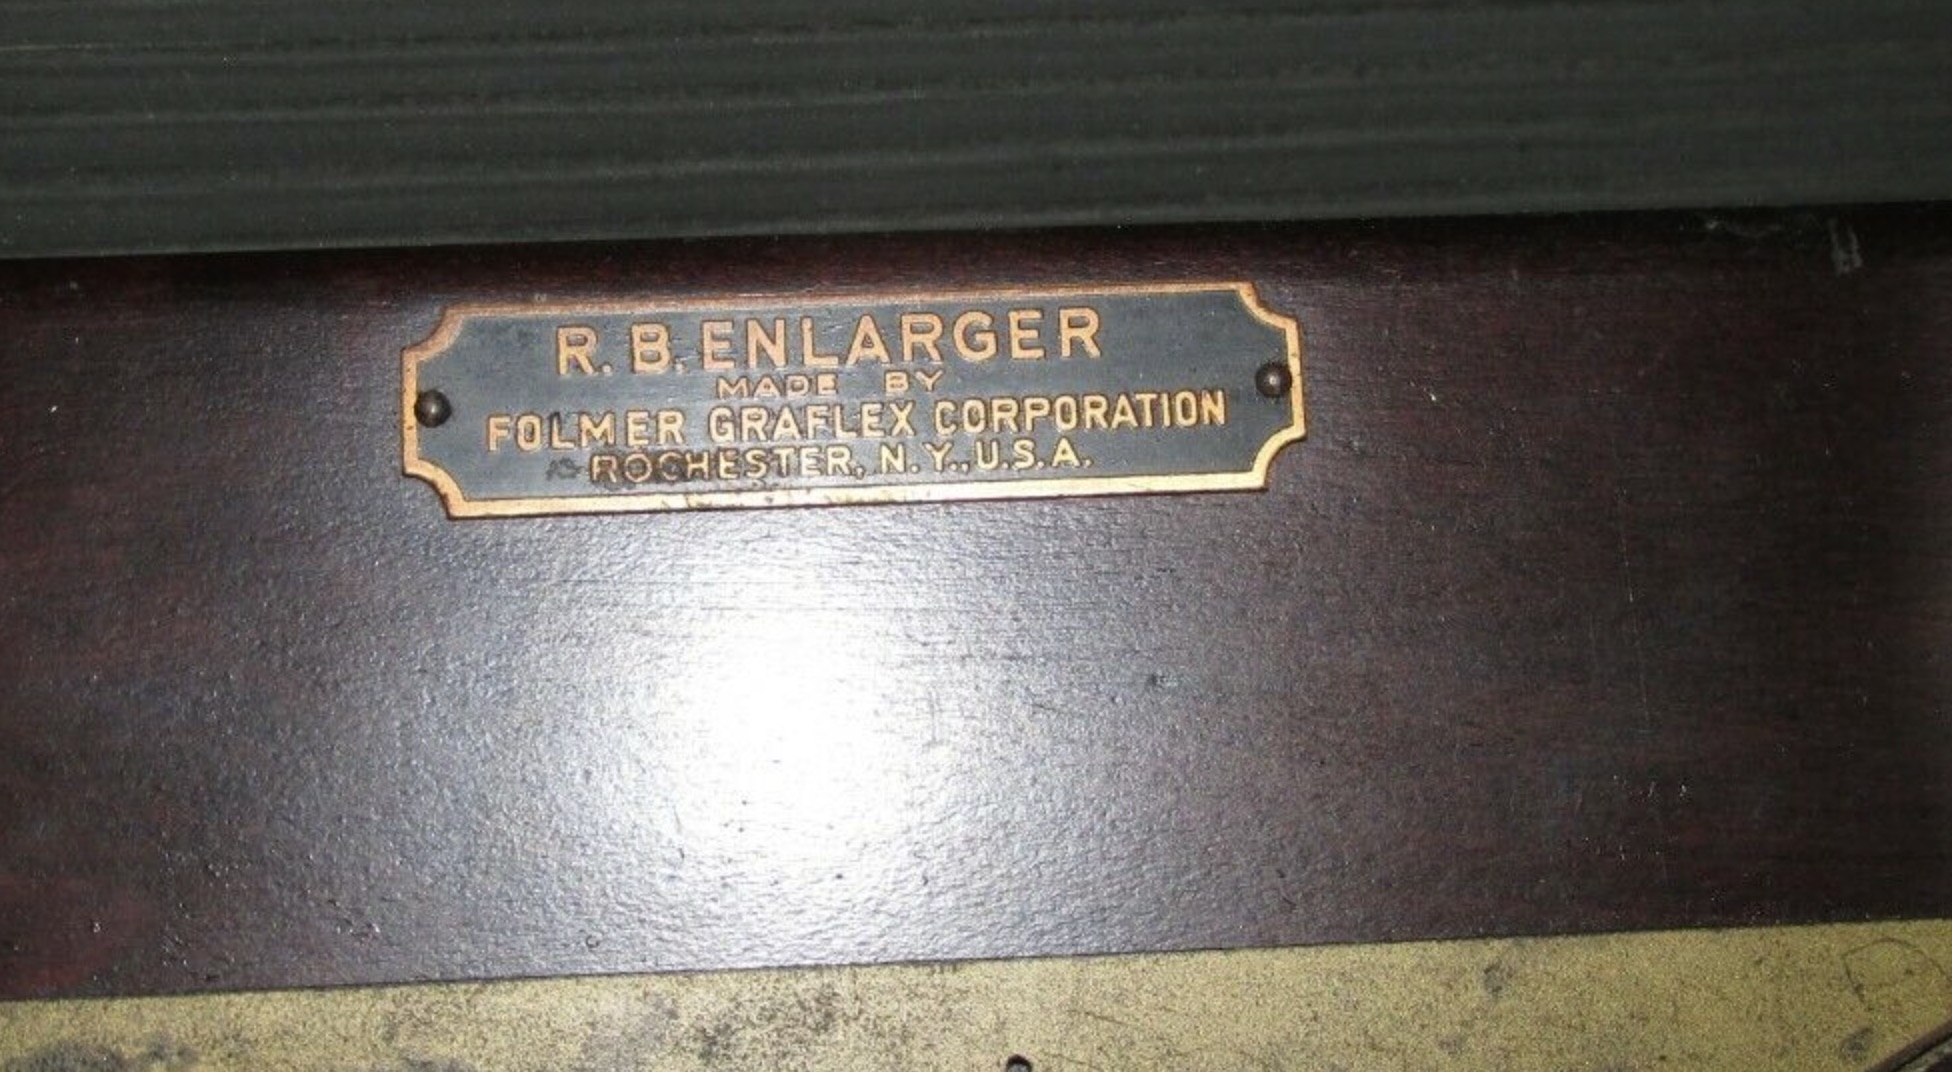 R. B. ENLARGER
MADE BY
FOLMER GRAFLEX CORPORATION
ROCHESTER, N. Y., U.S.A.